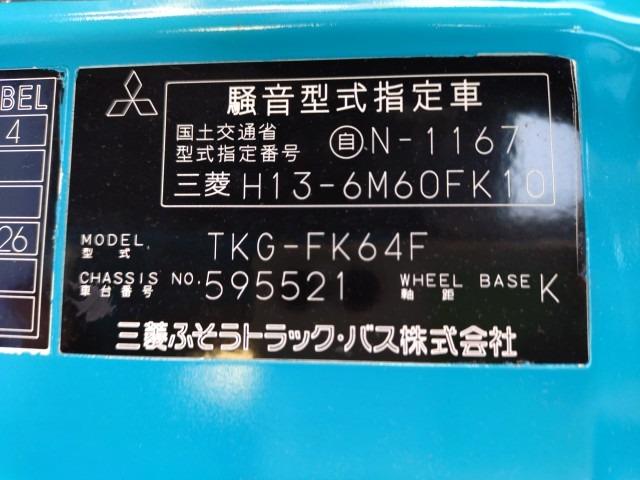 BEL
4
26
騒音型式指定車
国土交通省
型式指定番号 自N-1167
三菱 H13-6M60FK10
MODEL TKG-FK64F
型式
CHASSIS NO. 595521 WHEEL BASE K
車台番号 軸距
三菱ふそうトラック・バス株式会社